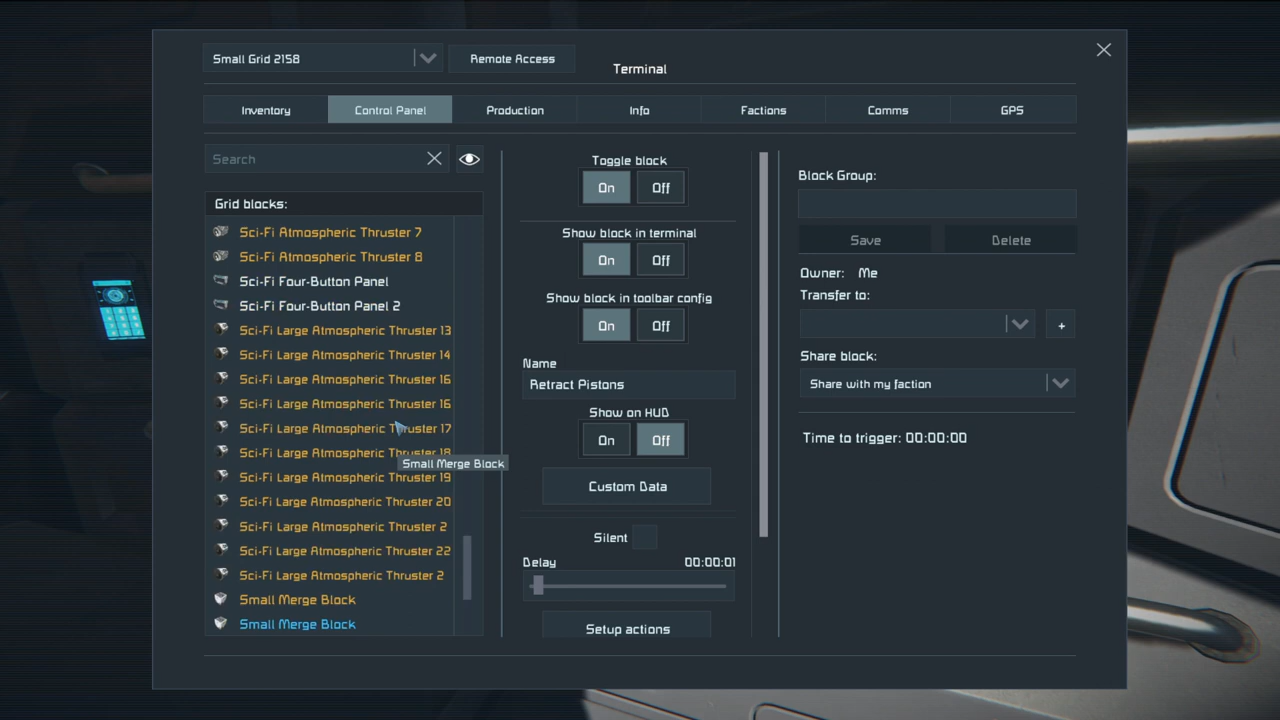 Small Grid 2158
Remote Access
Terminal
Inventory
Control Panel
Production
Info
Factions
Comms
GPS
Search
Grid blocks:
Sci-Fi Atmospheric Thruster 7
Sci-Fi Atmospheric Thruster 8
Sci-Fi Four-Button Panel
Sci-Fi Four-Button Panel 2
Sci-Fi Large Atmospheric Thruster 13
Sci-Fi Large Atmospheric Thruster 14
Sci-Fi Large Atmospheric Thruster 16
Sci-Fi Large Atmospheric Thruster 16
Sci-Fi Large Atmospheric Thruster 17
Sci-Fi Large Atmospheric Thruster 18
Small Merge Block
Sci-Fi Large Atmospheric Thruster 19
Sci-Fi Large Atmospheric Thruster 20
Sci-Fi Large Atmospheric Thruster 2
Sci-Fi Large Atmospheric Thruster 22
Sci-Fi Large Atmospheric Thruster 2
Small Merge Block
Small Merge Block
Toggle block
On Off
Show block in terminal
On Off
Show block in toolbar config
On Off
Name
Retract Pistons
Show on HUD
On Off
Custom Data
Silent
Delay 00:00:01
Setup actions
Block Group:
Save Delete
Owner: Me
Transfer to:
+
Share block:
Share with my faction
Time to trigger: 00:00:00